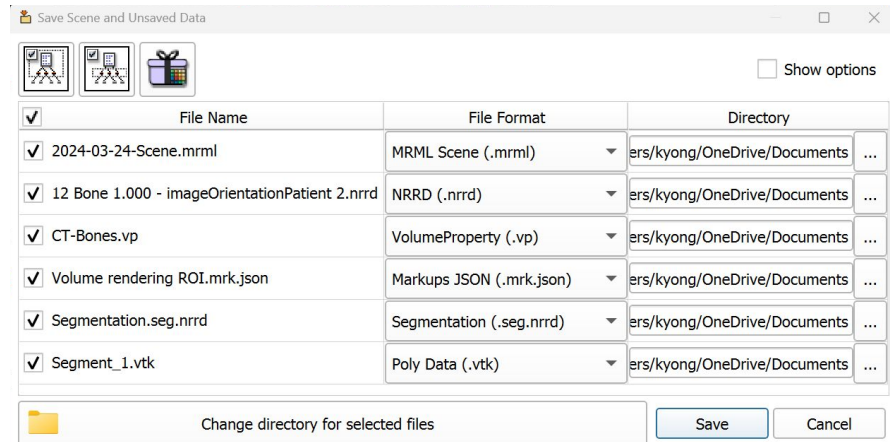 Save Scene and Unsaved Data
Show options
File Name File Format Directory
2024-03-24-Scene.mrml MRML Scene (.mrml) ers/kyong/OneDrive/Documents ...
12 Bone 1.000 - imageOrientationPatient 2.nrrd NRRD (.nrrd) ers/kyong/OneDrive/Documents ...
CT-Bones.vp VolumeProperty (.vp) ers/kyong/OneDrive/Documents ...
Volume rendering ROI.mrk.json Markups JSON (.mrk.json) ers/kyong/OneDrive/Documents ...
Segmentation.seg.nrrd Segmentation (.seg.nrrd) ers/kyong/OneDrive/Documents ...
Segment_1.vtk Poly Data (.vtk) ers/kyong/OneDrive/Documents ...
Change directory for selected files Save Cancel